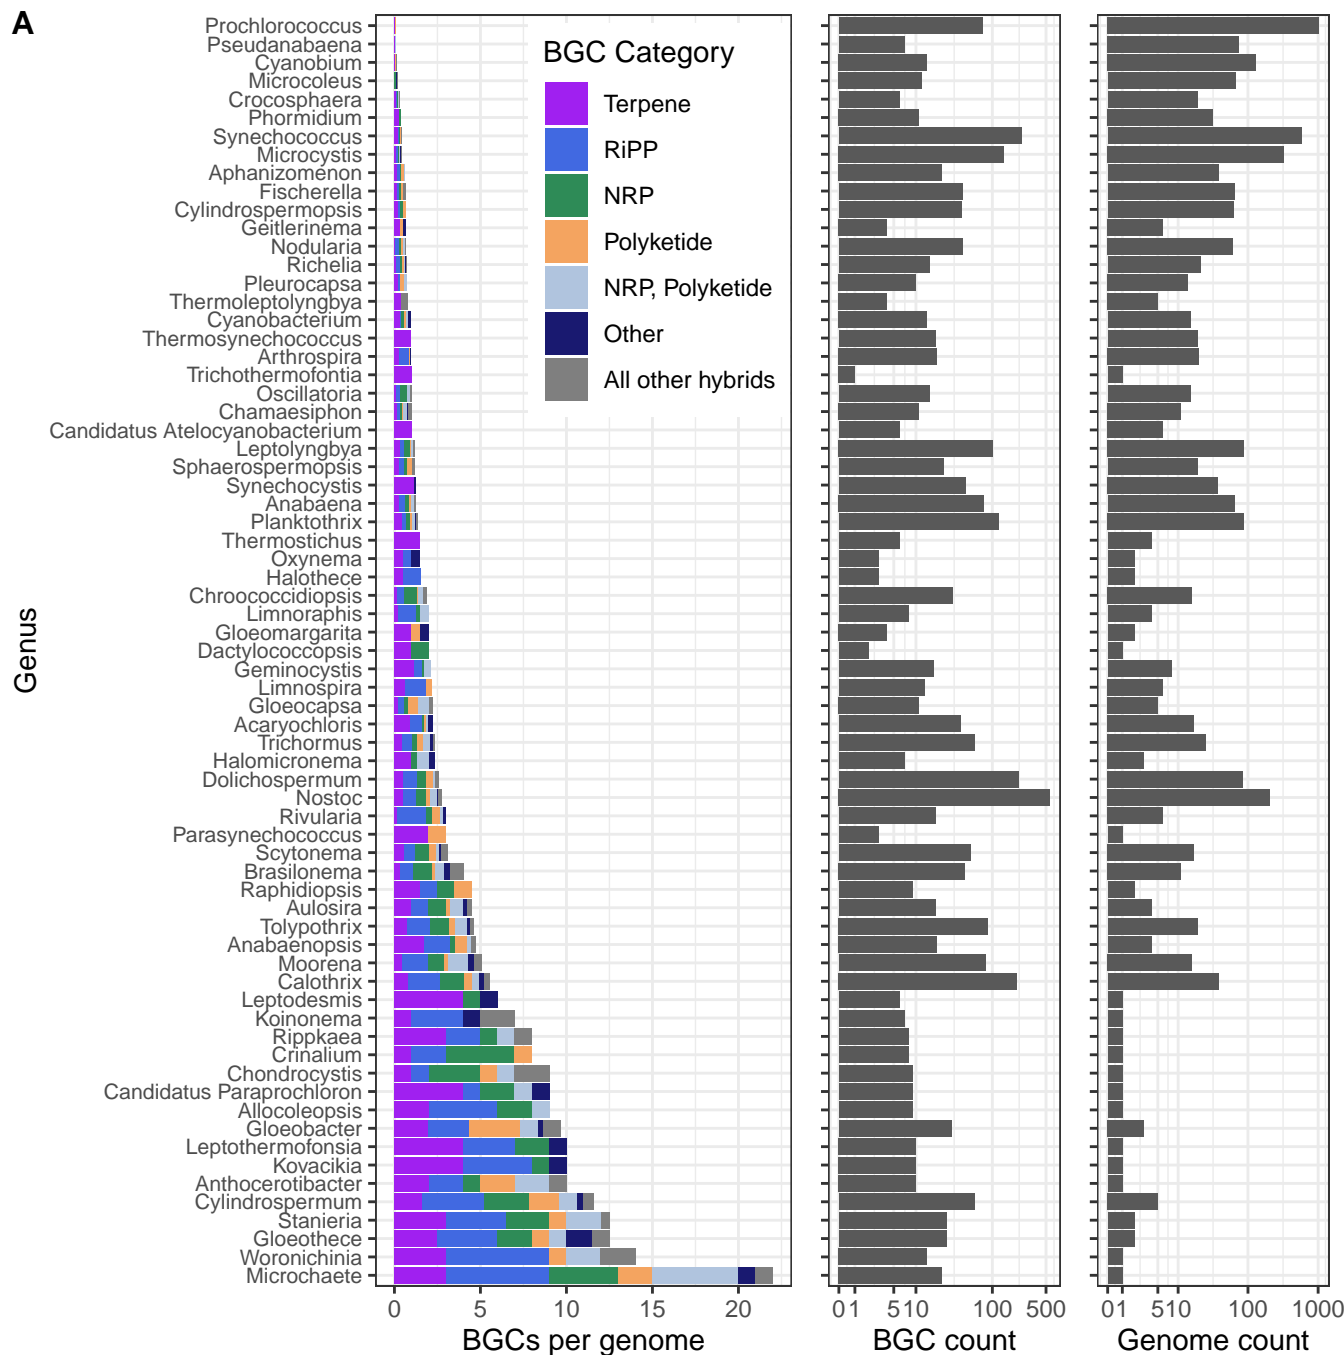 A
Genus
Prochlorococcus
Pseudanabaena
Cyanobium
Microcoleus
Crocosphaera
Phormidium
Synechococcus
Microcystis
Aphanizomenon
Fischerella
Cylindrospermopsis
Geitlerinema
Nodularia
Richelia
Pleurocapsa
Thermoleptolyngbya
Cyanobacterium
Thermosynechococcus
Arthrospira
Trichothermofontia
Oscillatoria
Chamaesiphon
Candidatus Atelocyanobacterium
Leptolyngbya
Sphaerospermopsis
Synechocystis
Anabaena
Planktothrix
Thermostichus
Oxynema
Halothece
Chroococcidiopsis
Limnoraphis
Gloeomargarita
Dactylococcopsis
Geminocystis
Limnospira
Gloeocapsa
Acaryochloris
Trichormus
Halomicronema
Dolichospermum
Nostoc
Rivularia
Parasynechococcus
Scytonema
Brasilonema
Raphidiopsis
Aulosira
Tolypothrix
Anabaenopsis
Moorena
Calothrix
Leptodesmis
Koinonema
Rippkaea
Crinalium
Chondrocystis
Candidatus Paraprochloron
Allocoleopsis
Gloeobacter
Leptothermofonsia
Kovacikia
Anthocerotibacter
Cylindrospermum
Stanieria
Gloeothece
Woronichinia
Microchaete
BGC Category
Terpene
RiPP
NRP
Polyketide
NRP, Polyketide
Other
All other hybrids
0 5 10 15 20
BGCs per genome
0 1 5 10 100 500
BGC count
0 1 5 10 100 1000
Genome count